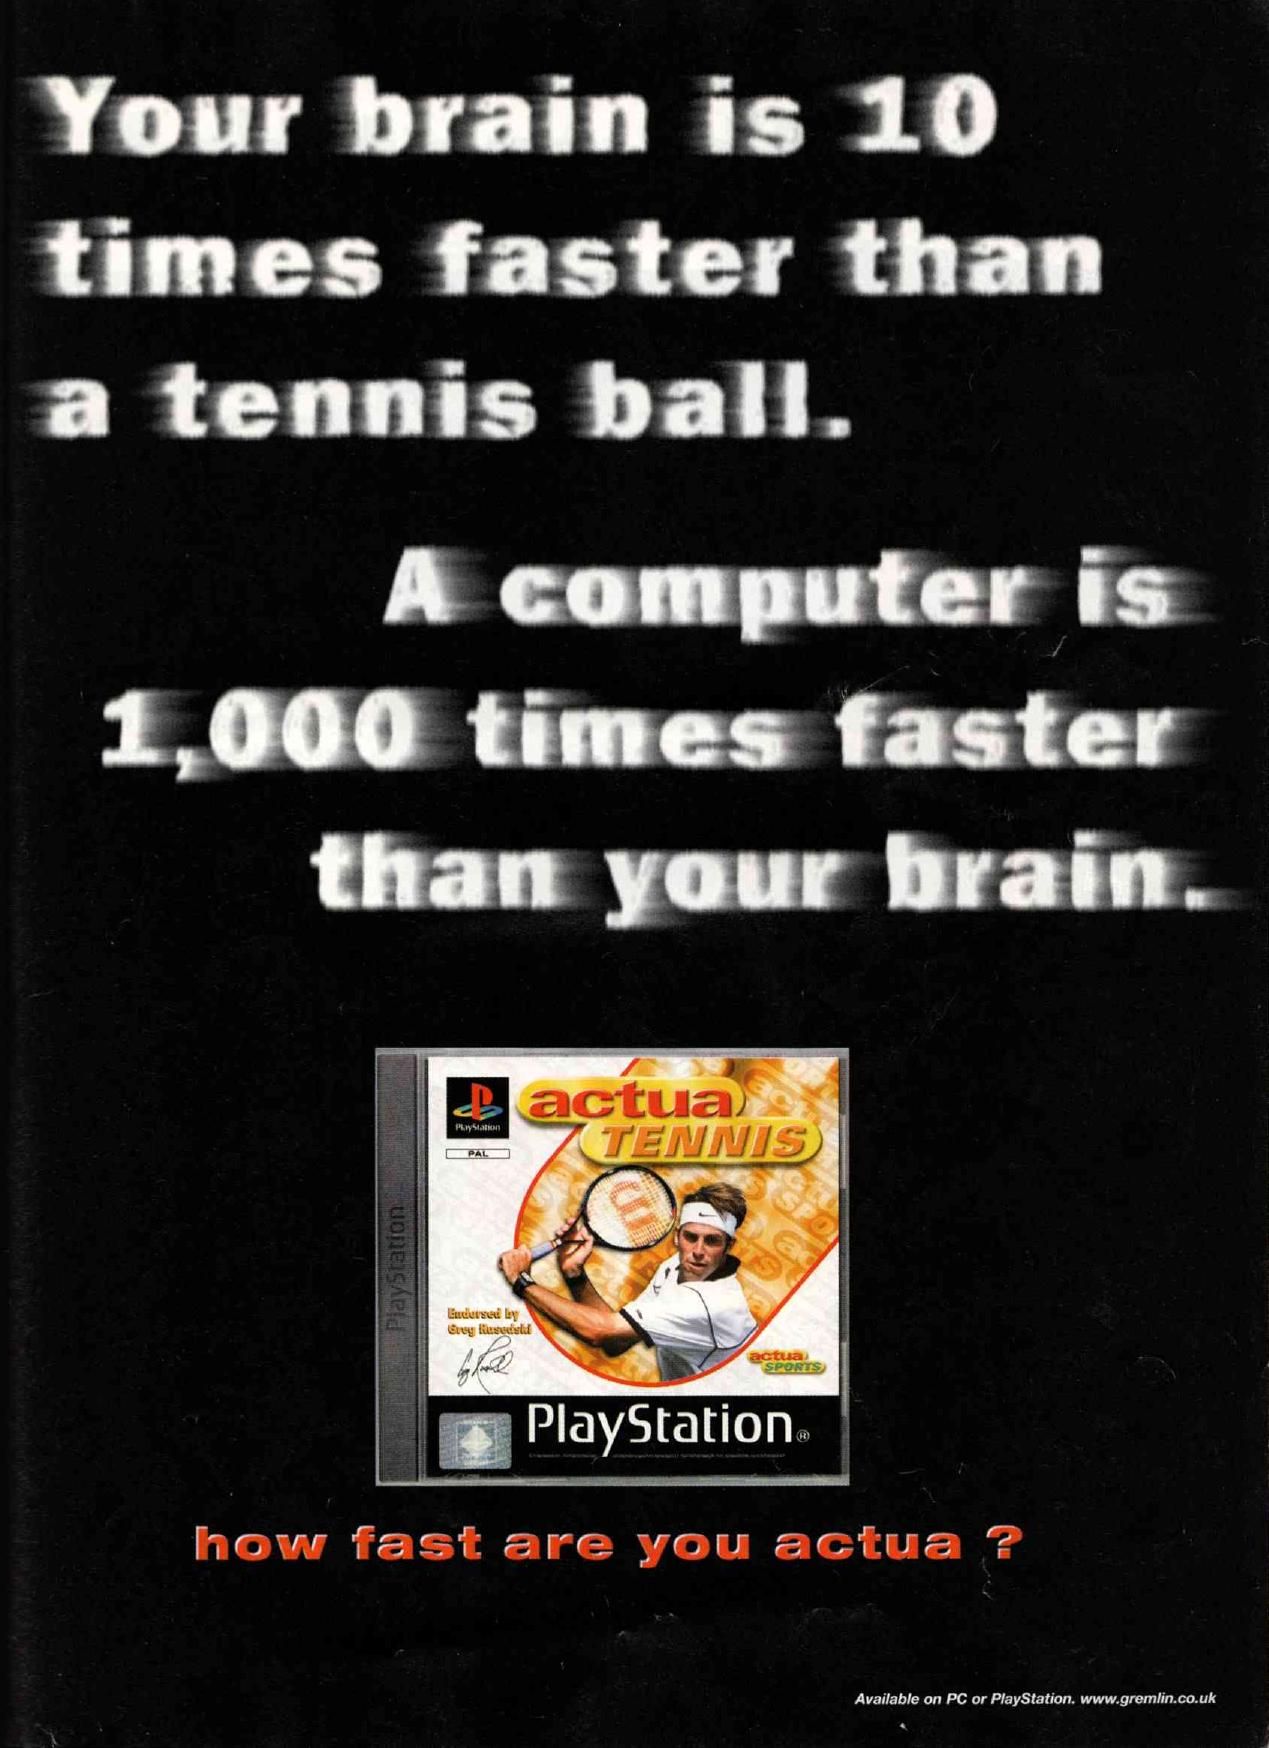 Your brain is 10
times faster than
a tennis ball.
A computer is
1,000 times faster
than your brain.
PlayStation
PlayStation
PAL
actua
TENNIS
Endorsed by
Greg Rusedski
actua
SPORTS
PlayStation®
how fast are you actua ?
Available on PC or PlayStation. www.gremlin.co.uk